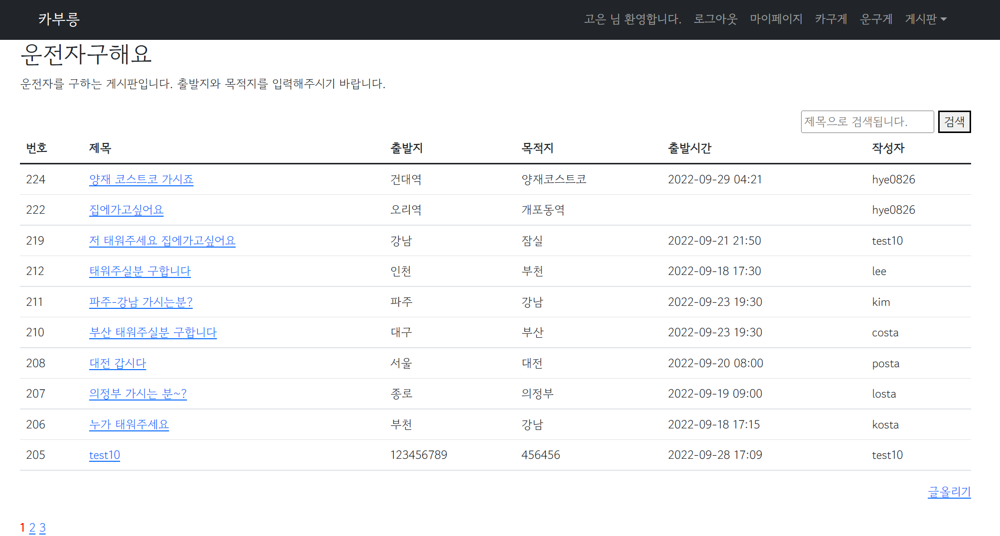 카부릉 고은 님 환영합니다. 로그아웃 마이페이지 카구게 운구게 게시판
운전자구해요
운전자를 구하는 게시판입니다. 출발지와 목적지를 입력해주시기 바랍니다.
제목으로 검색됩니다. 검색
번호 제목 출발지 목적지 출발시간 작성자
224 양재 코스트코 가시죠 건대역 양재코스트코 2022-09-29 04:21 hye0826
222 집에가고싶어요 오리역 개포동역 hye0826
219 저 태워주세요 집에가고싶어요 강남 잠실 2022-09-21 21:50 test10
212 태워주실분 구합니다 인천 부천 2022-09-18 17:30 lee
211 파주-강남 가시는분? 파주 강남 2022-09-23 19:30 kim
210 부산 태워주실분 구합니다 대구 부산 2022-09-23 19:30 costa
208 대전 갑시다 서울 대전 2022-09-20 08:00 posta
207 의정부 가시는 분~? 종로 의정부 2022-09-19 09:00 losta
206 누가 태워주세요 부천 강남 2022-09-18 17:15 kosta
205 test10 123456789 456456 2022-09-28 17:09 test10
글올리기
1 2 3